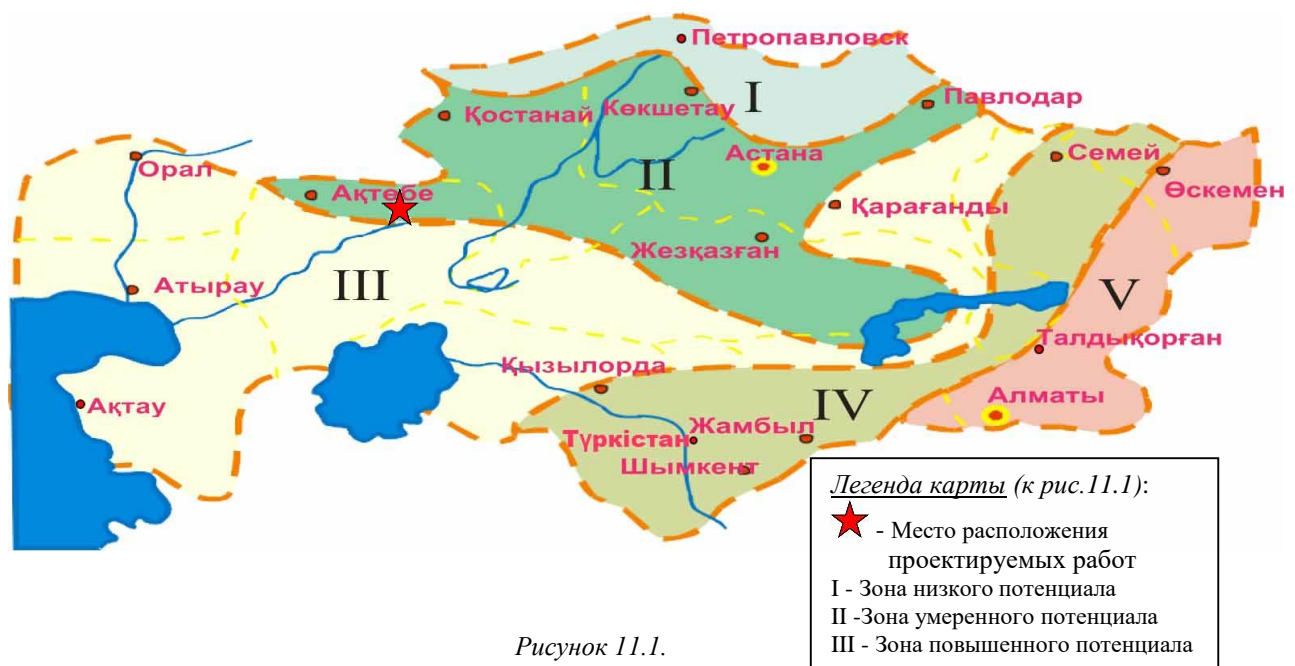 Петропавловск
I
Көкшетау
Павлодар
Қостанай
Астана
Семей
Орал
II
Өскемен
Ақтебе
Қарағанды
Жезқазған
Атырау
III
V
Талдықорған
Қызылорда
Ақтау
IV
Алматы
Жамбыл
Түркістан
Шымкент
Легенда карты (к рис.11.1):
- Место расположения
проектируемых работ
I - Зона низкого потенциала
II -Зона умеренного потенциала
III - Зона повышенного потенциала
Рисунок 11.1.